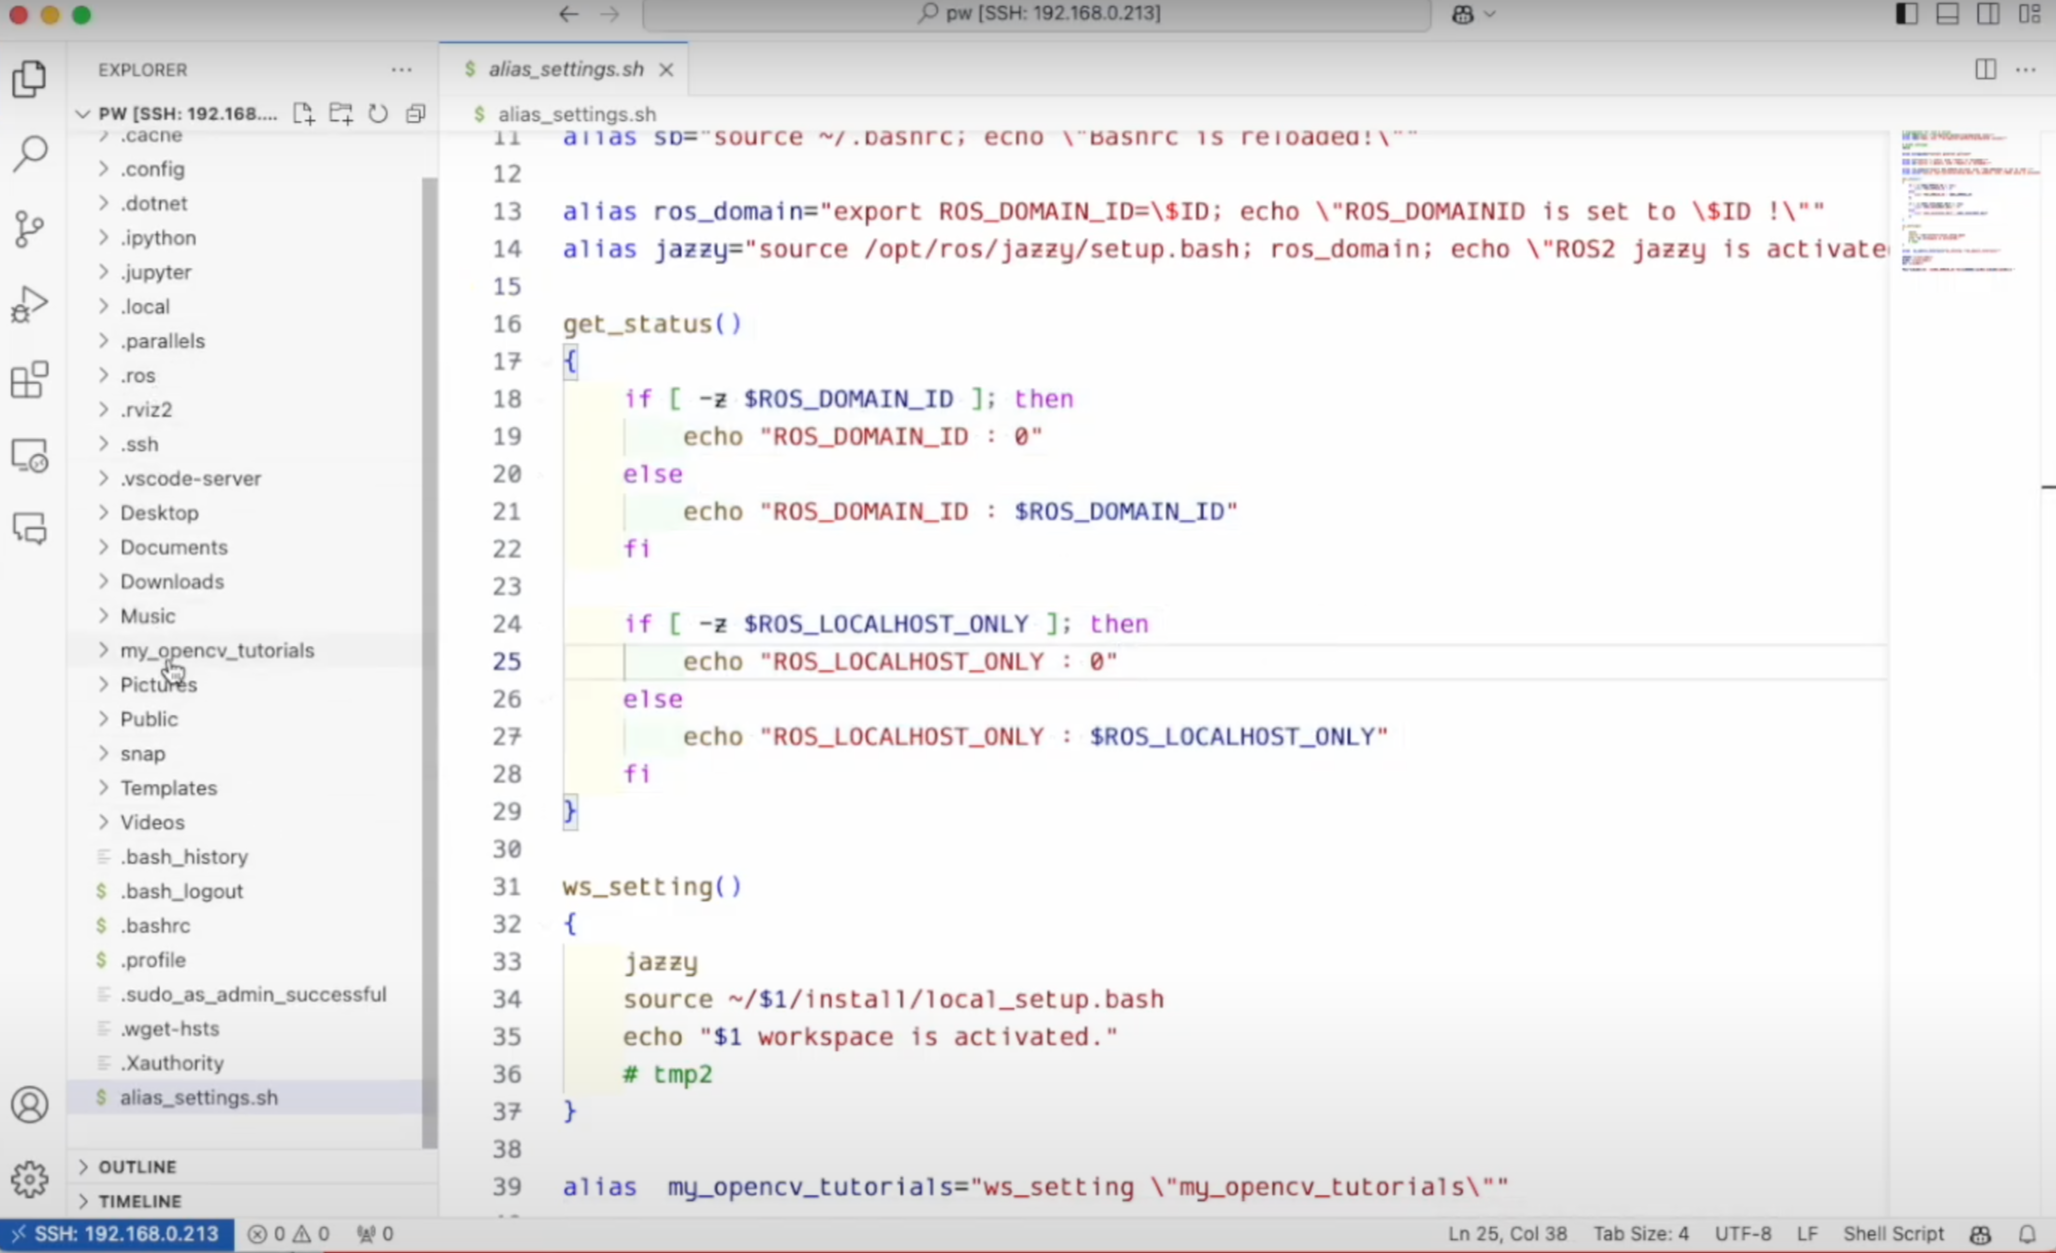 pw [SSH: 192.168.0.213]
EXPLORER
PW [SSH: 192.168....
.cache
.config
.dotnet
.ipython
.jupyter
.local
.parallels
.ros
.rviz2
.ssh
.vscode-server
Desktop
Documents
Downloads
Music
my_opencv_tutorials
Pictures
Public
snap
Templates
Videos
.bash_history
$ .bash_logout
$ .bashrc
$ .profile
.sudo_as_admin_successful
.wget-hsts
.Xauthority
$ alias_settings.sh
OUTLINE
TIMELINE
$ alias_settings.sh
$ alias_settings.sh
11 alias sb="source ~/.bashrc; echo \"Bashrc is reloaded!\""
12
13 alias ros_domain="export ROS_DOMAIN_ID=\$ID; echo \"ROS_DOMAINID is set to \$ID !\""
14 alias jazzy="source /opt/ros/jazzy/setup.bash; ros_domain; echo \"ROS2 jazzy is activate
15
16 get_status()
17 {
18 if [ -z $ROS_DOMAIN_ID ]; then
19 echo "ROS_DOMAIN_ID : 0"
20 else
21 echo "ROS_DOMAIN_ID : $ROS_DOMAIN_ID"
22 fi
23
24 if [ -z $ROS_LOCALHOST_ONLY ]; then
25 echo "ROS_LOCALHOST_ONLY : 0"
26 else
27 echo "ROS_LOCALHOST_ONLY : $ROS_LOCALHOST_ONLY"
28 fi
29 }
30
31 ws_setting()
32 {
33 jazzy
34 source ~/$1/install/local_setup.bash
35 echo "$1 workspace is activated."
36 # tmp2
37 }
38
39 alias my_opencv_tutorials="ws_setting \"my_opencv_tutorials\""
SSH: 192.168.0.213 0 0 0 Ln 25, Col 38 Tab Size: 4 UTF-8 LF Shell Script